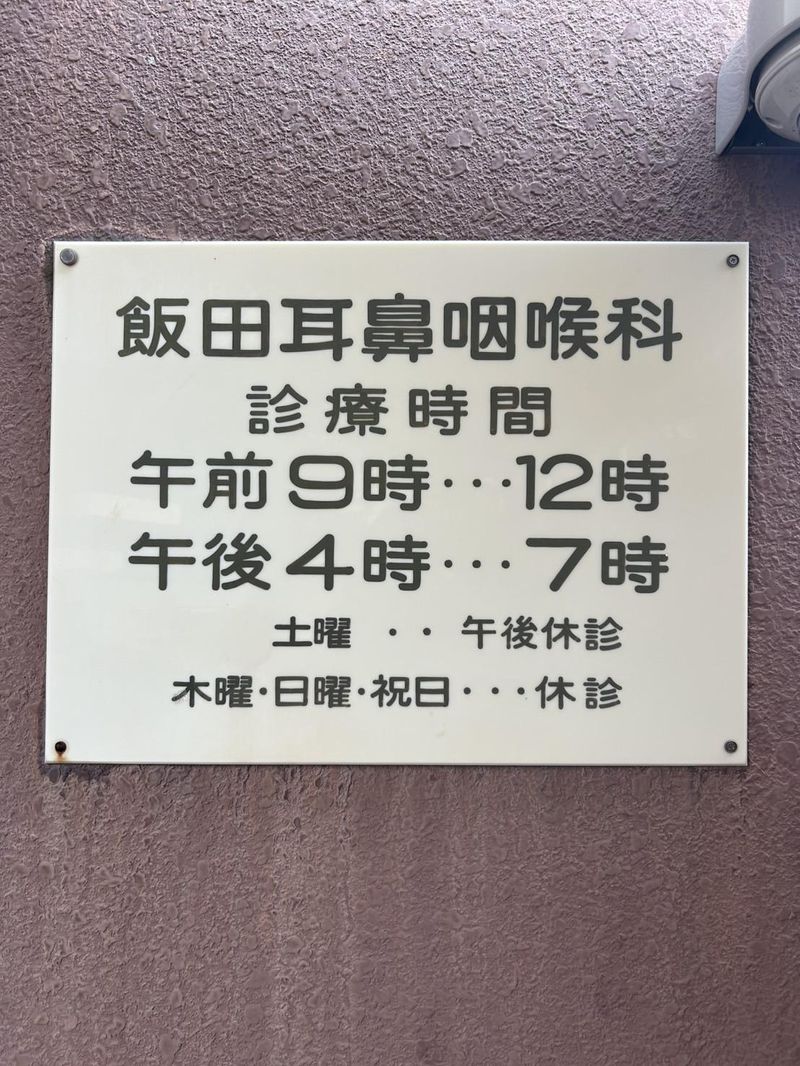 飯田耳鼻咽喉科
診療時間
午前9時･･･12時
午後4時･･･7時
土曜 ･･ 午後休診
木曜･日曜･祝日･･･休診